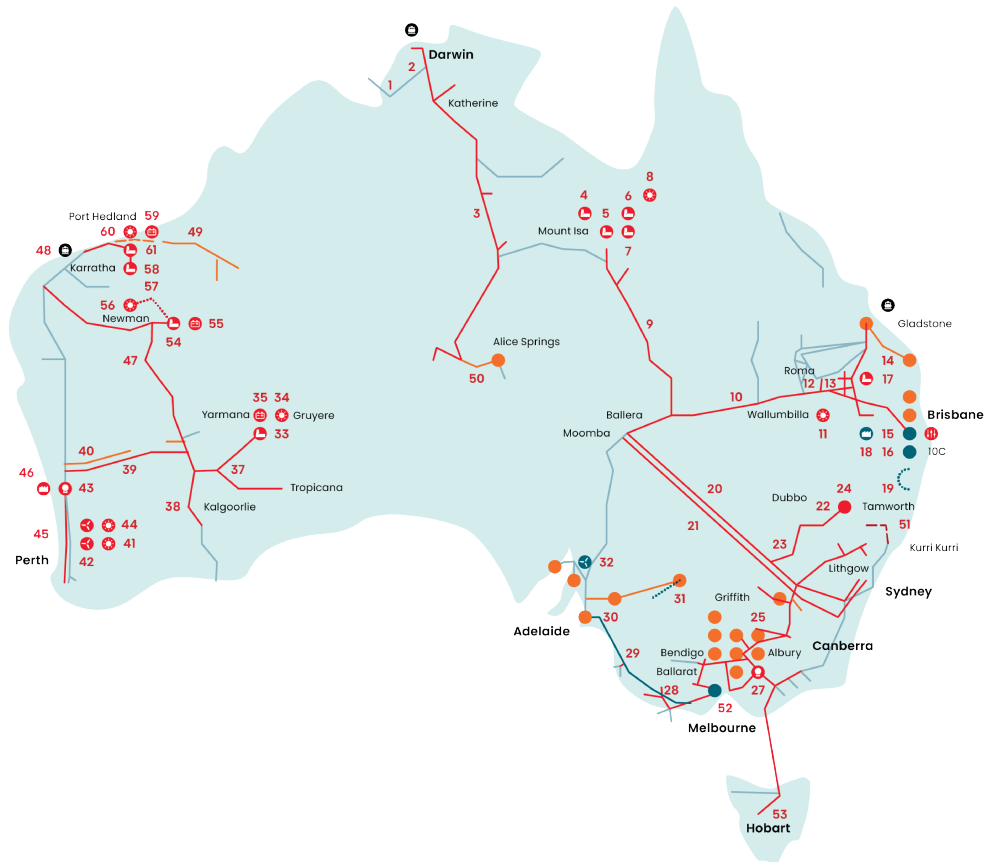 Darwin
2
1
Katherine
8
4
6
5
3
Mount Isa
7
Port Hedland
59
60
49
48
61
Karratha
58
57
56
Newman
55
54
9
Gladstone
Alice Springs
14
47
50
Roma
12
13
17
35
34
10
Yarmana
Gruyere
Ballera
Wallumbilla
Brisbane
33
Moomba
11
15
40
18
16
10C
39
37
46
43
20
19
24
Tropicana
Dubbo
22
Tamworth
38
Kalgoorlie
21
44
51
45
41
23
Kurri Kurri
Perth
42
32
Lithgow
Sydney
31
Griffith
30
25
Adelaide
Canberra
29
Bendigo
Albury
Ballarat
28
27
52
Melbourne
53
Hobart